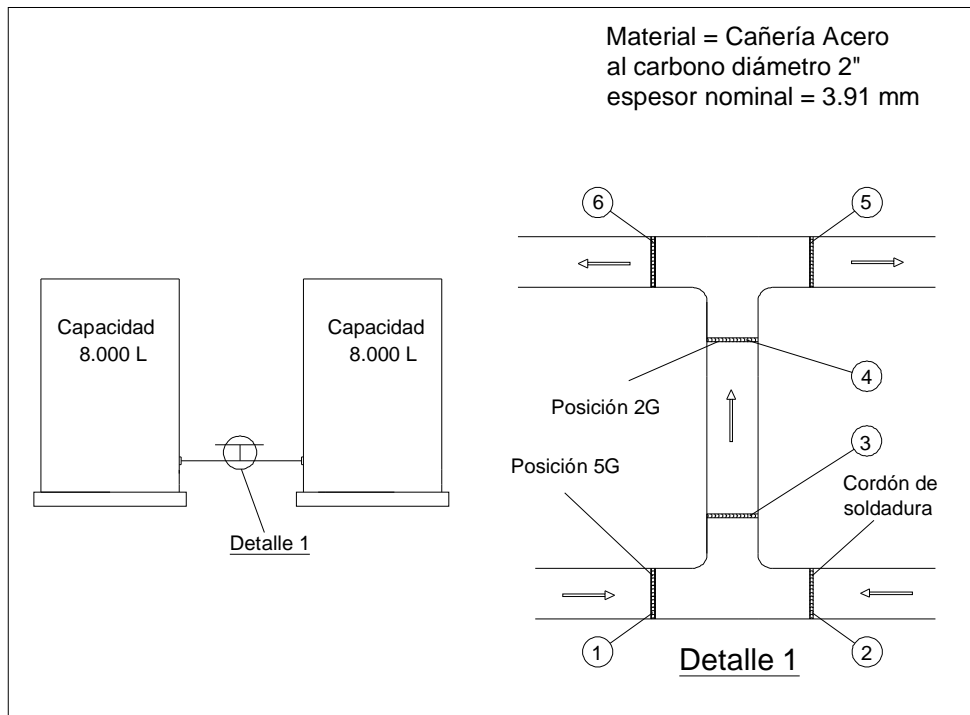 Material = Cañería Acero
al carbono diámetro 2"
espesor nominal = 3.91 mm
Capacidad
8.000 L
Capacidad
8.000 L
Detalle 1
6
5
4
Posición 2G
3
Posición 5G
Cordón de
soldadura
1
2
Detalle 1